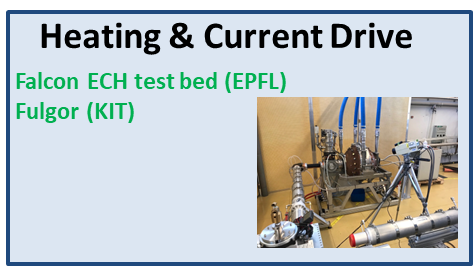 Heating & Current Drive
Falcon ECH test bed (EPFL)
Fulgor (KIT)